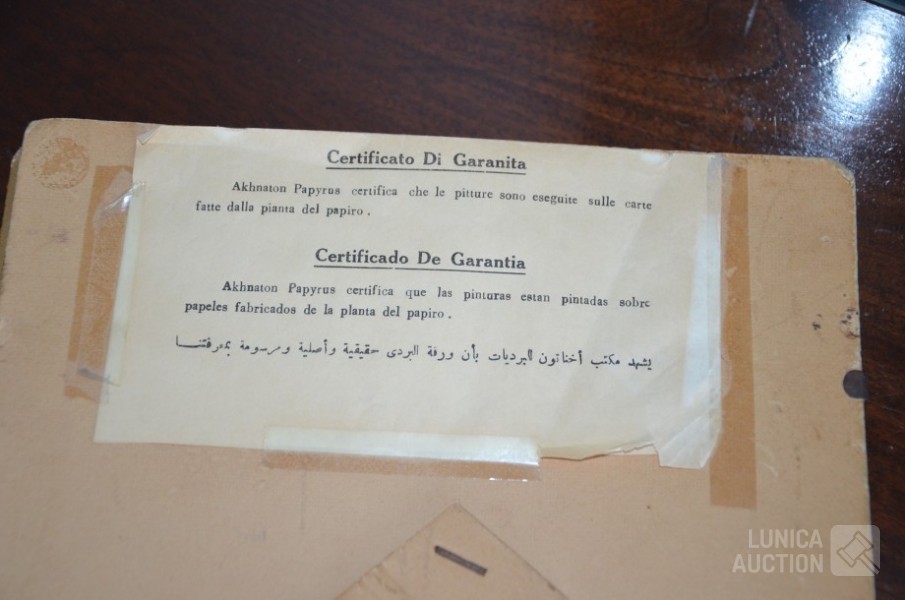 Certificato Di Garanita
Akhnaton Papyrus certifica che le pitture sono eseguite sulle carte
fatte dalla pianta del papiro .
Certificado De Garantia
Akhnaton Papyrus certifica que las pinturas estan pintadas sobre
papeles fabricados de la planta del papiro .
يشهد مكتب أخناتون للبرديات بأن ورقة البردى حقيقية وأصلية ومرسومة بمعرفتنا
LUNICA
AUCTION